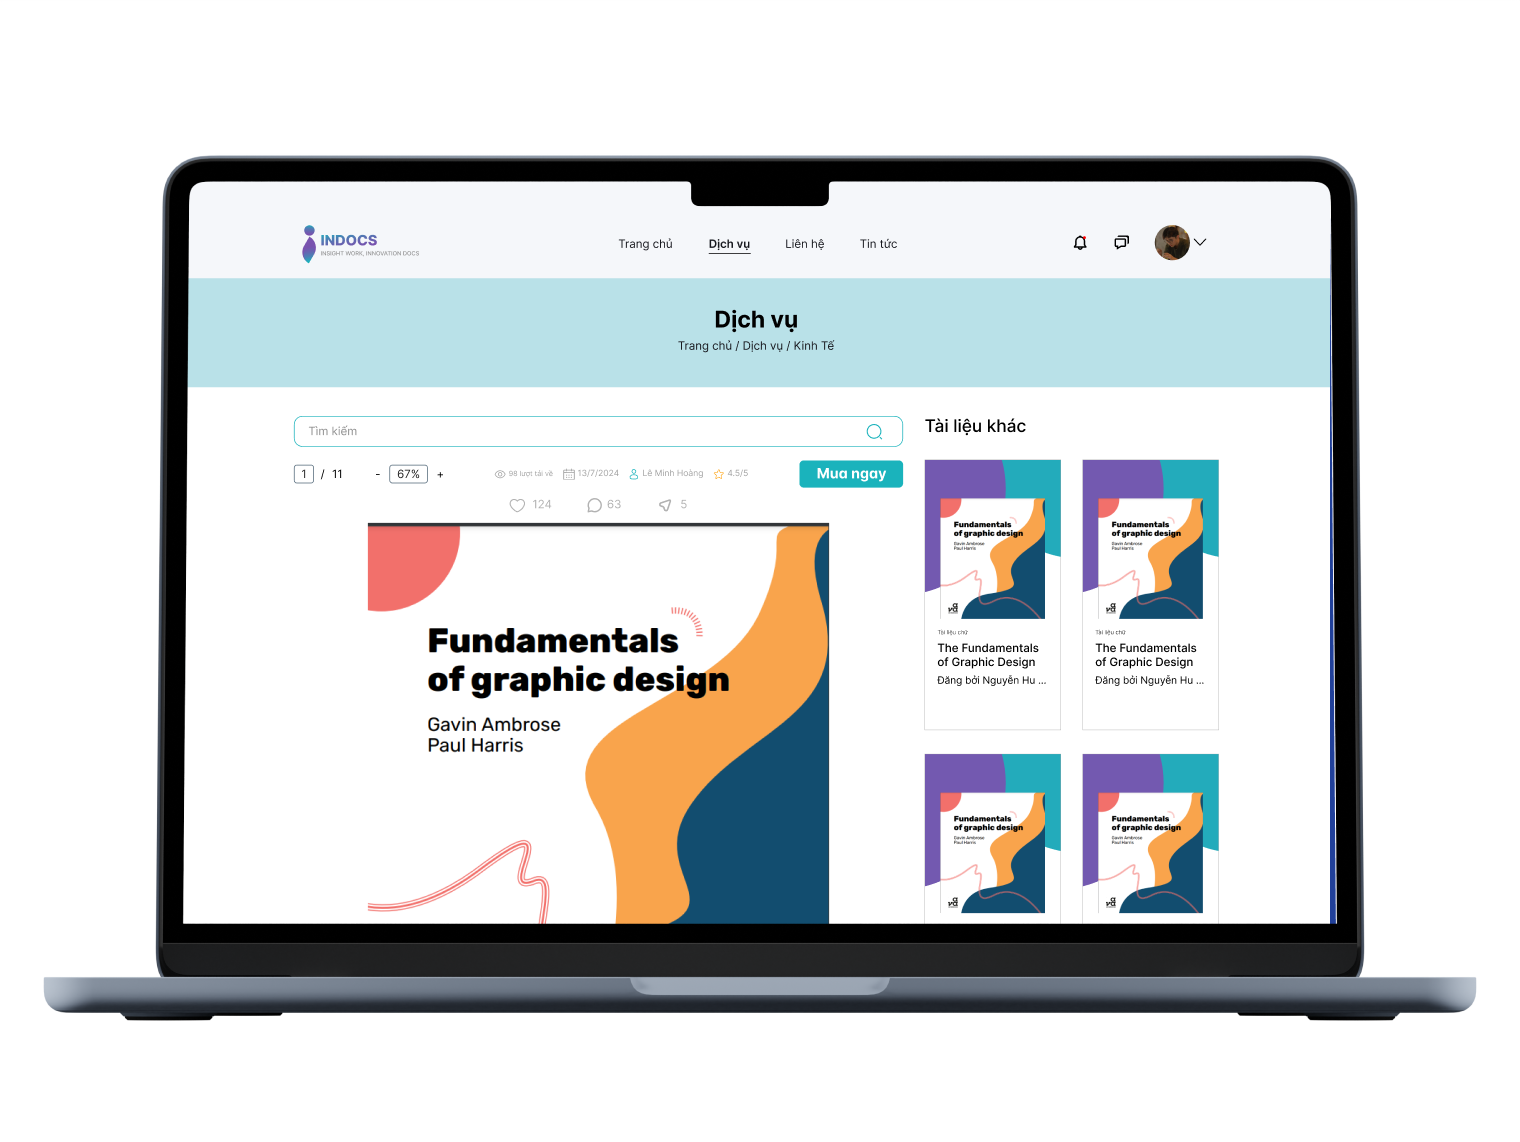 INDOCS
INSIGHT WORK, INNOVATION DOCS
Trang chủ
Dịch vụ
Liên hệ
Tin tức
Dịch vụ
Trang chủ / Dịch vụ / Kinh Tế
Tìm kiếm
1 / 11
- 67% +
98 lượt tải về
13/7/2024
Lê Minh Hoàng
4.5/5
Mua ngay
124
63
5
Fundamentals
of graphic design
Gavin Ambrose
Paul Harris
Tài liệu khác
Fundamentals
of graphic design
Gavin Ambrose
Paul Harris
Tài liệu chữ
The Fundamentals
of Graphic Design
Đăng bởi Nguyễn Hu ...
Fundamentals
of graphic design
Gavin Ambrose
Paul Harris
Tài liệu chữ
The Fundamentals
of Graphic Design
Đăng bởi Nguyễn Hu ...
Fundamentals
of graphic design
Gavin Ambrose
Paul Harris
Fundamentals
of graphic design
Gavin Ambrose
Paul Harris